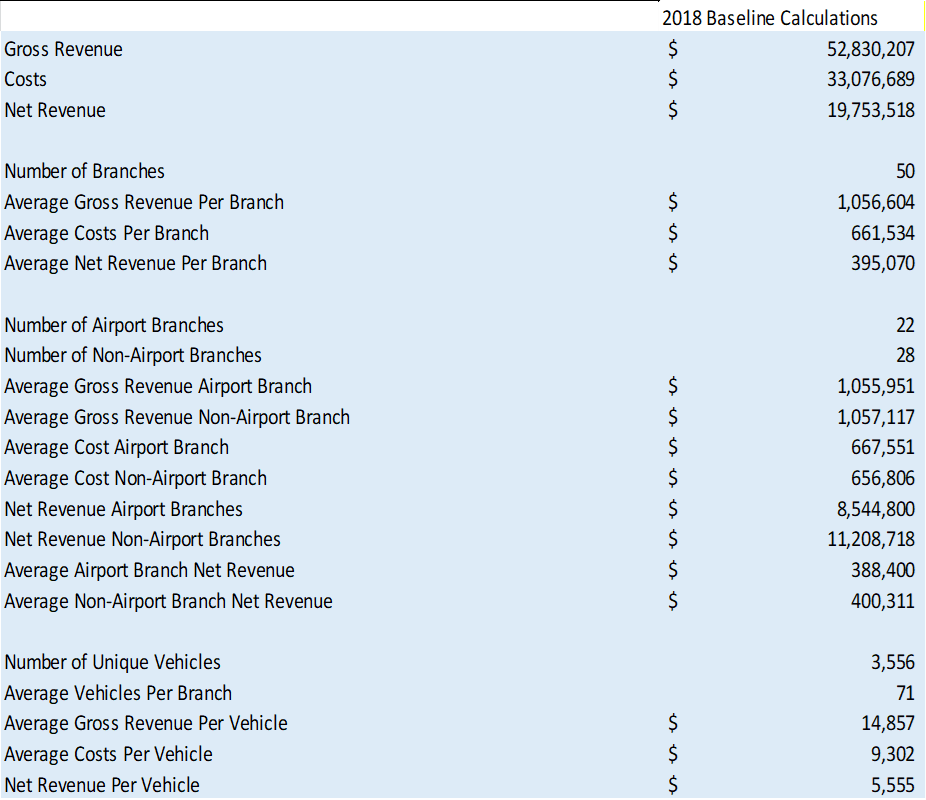 2018 Baseline Calculations
Gross Revenue $ 52,830,207
Costs $ 33,076,689
Net Revenue $ 19,753,518
Number of Branches 50
Average Gross Revenue Per Branch $ 1,056,604
Average Costs Per Branch $ 661,534
Average Net Revenue Per Branch $ 395,070
Number of Airport Branches 22
Number of Non-Airport Branches 28
Average Gross Revenue Airport Branch $ 1,055,951
Average Gross Revenue Non-Airport Branch $ 1,057,117
Average Cost Airport Branch $ 667,551
Average Cost Non-Airport Branch $ 656,806
Net Revenue Airport Branches $ 8,544,800
Net Revenue Non-Airport Branches $ 11,208,718
Average Airport Branch Net Revenue $ 388,400
Average Non-Airport Branch Net Revenue $ 400,311
Number of Unique Vehicles 3,556
Average Vehicles Per Branch 71
Average Gross Revenue Per Vehicle $ 14,857
Average Costs Per Vehicle $ 9,302
Net Revenue Per Vehicle $ 5,555